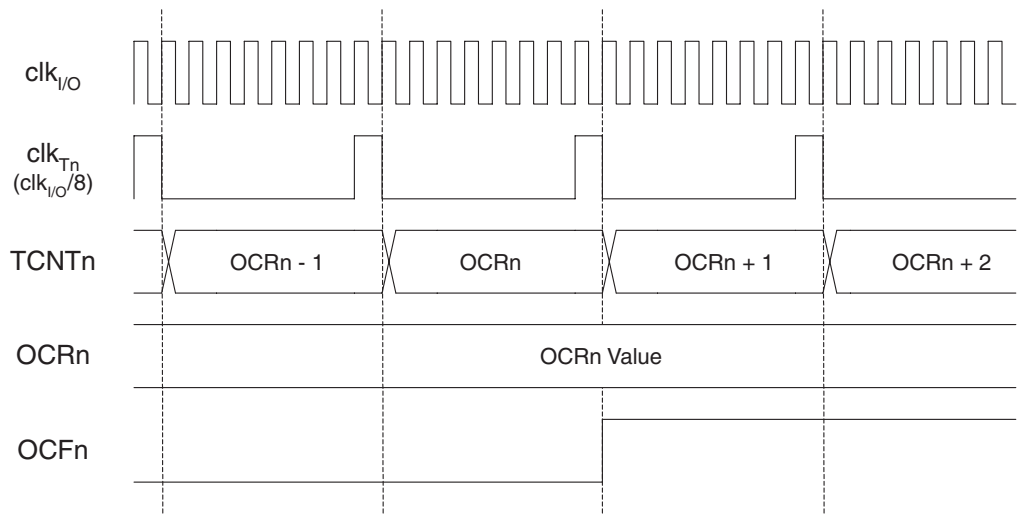 clkI/O
clkTn
(clkI/O/8)
TCNTn
OCRn - 1
OCRn
OCRn + 1
OCRn + 2
OCRn
OCRn Value
OCFn